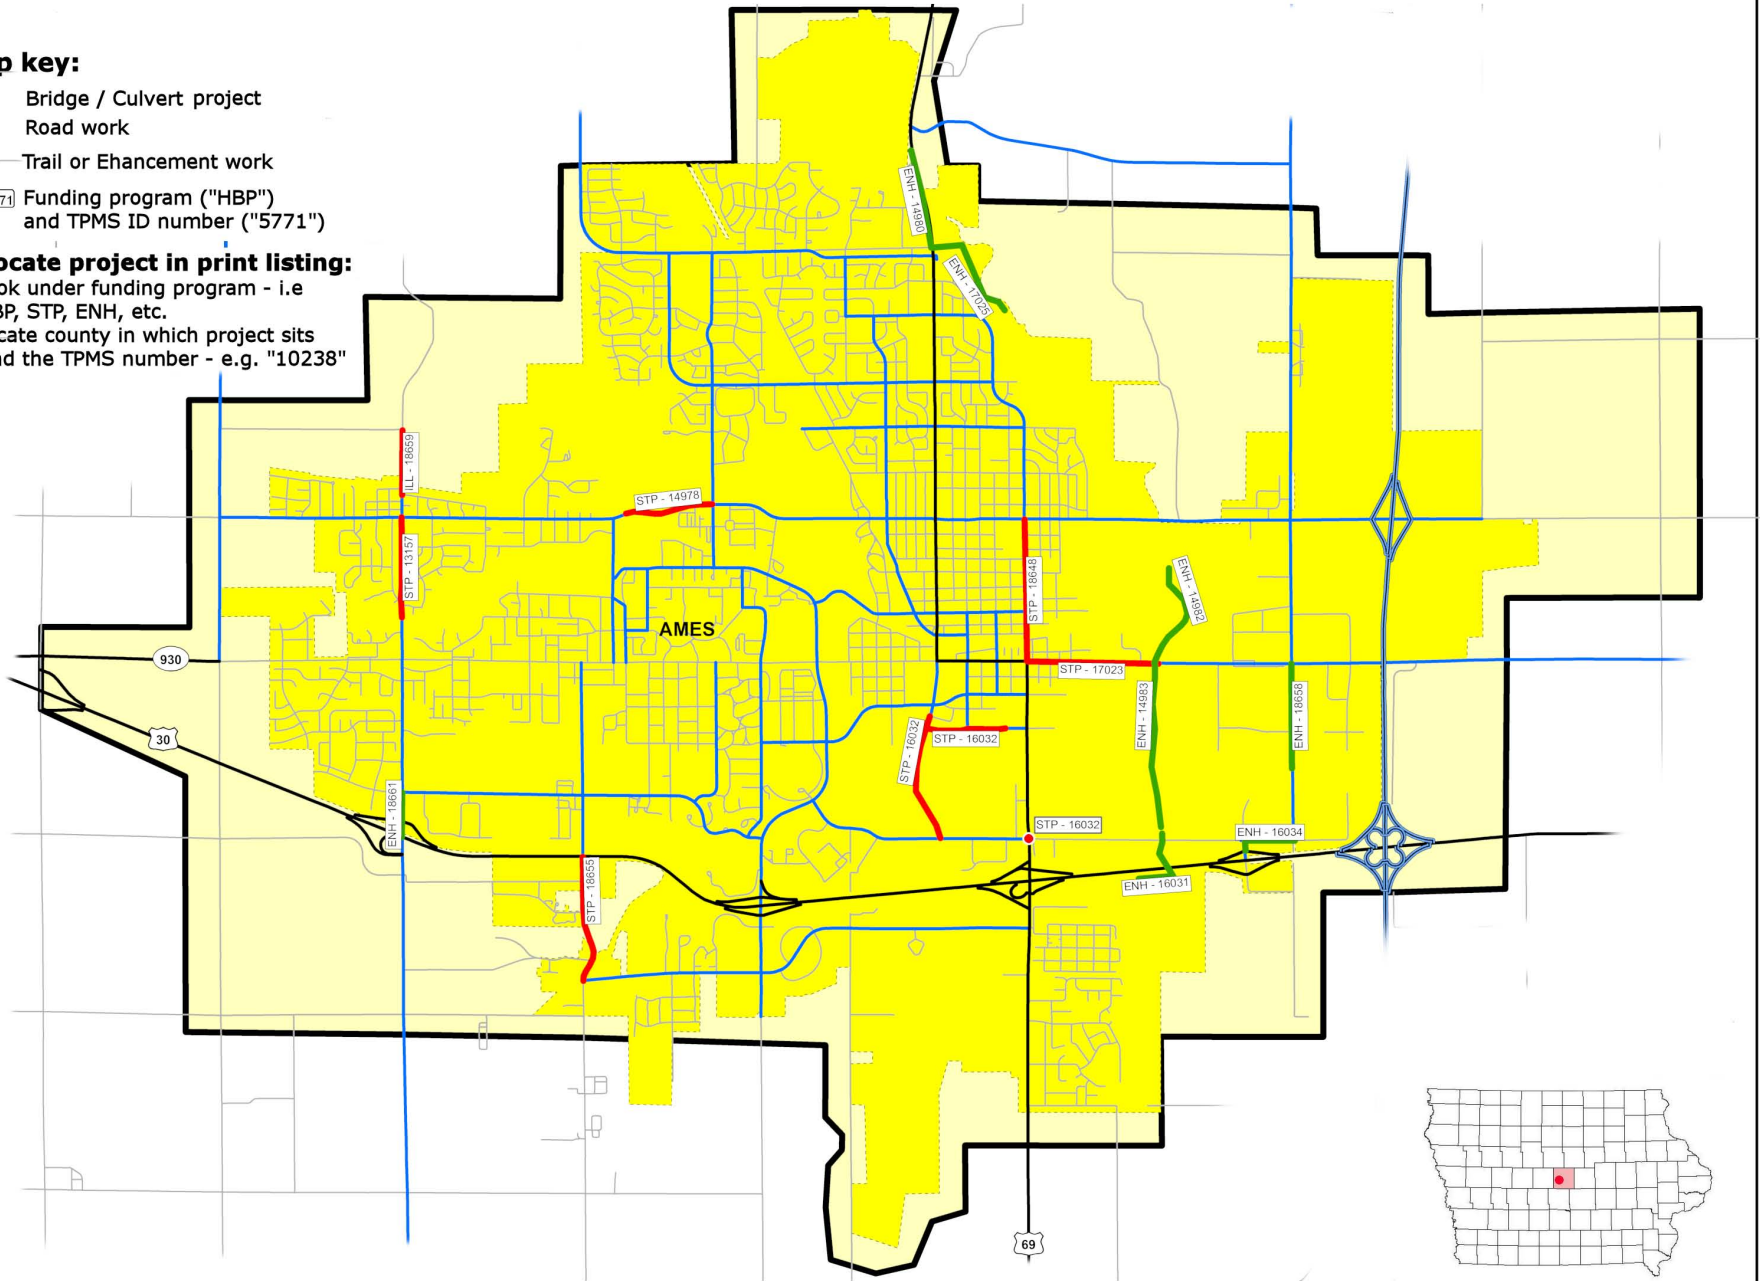 p key:
Bridge / Culvert project
Road work
Trail or Ehancement work
71 Funding program ("HBP")
and TPMS ID number ("5771")
ocate project in print listing:
ok under funding program - i.e
BP, STP, ENH, etc.
cate county in which project sits
nd the TPMS number - e.g. "10238"
ENH - 14980
ENH - 17025
ILL - 18659
STP - 14978
STP - 13157
STP - 18648
ENH - 14982
AMES
930
STP - 17023
30
ENH - 14983
ENH - 18658
STP - 16032
STP - 16032
ENH - 18661
STP - 16032
ENH - 16034
STP - 18655
ENH - 16031
69